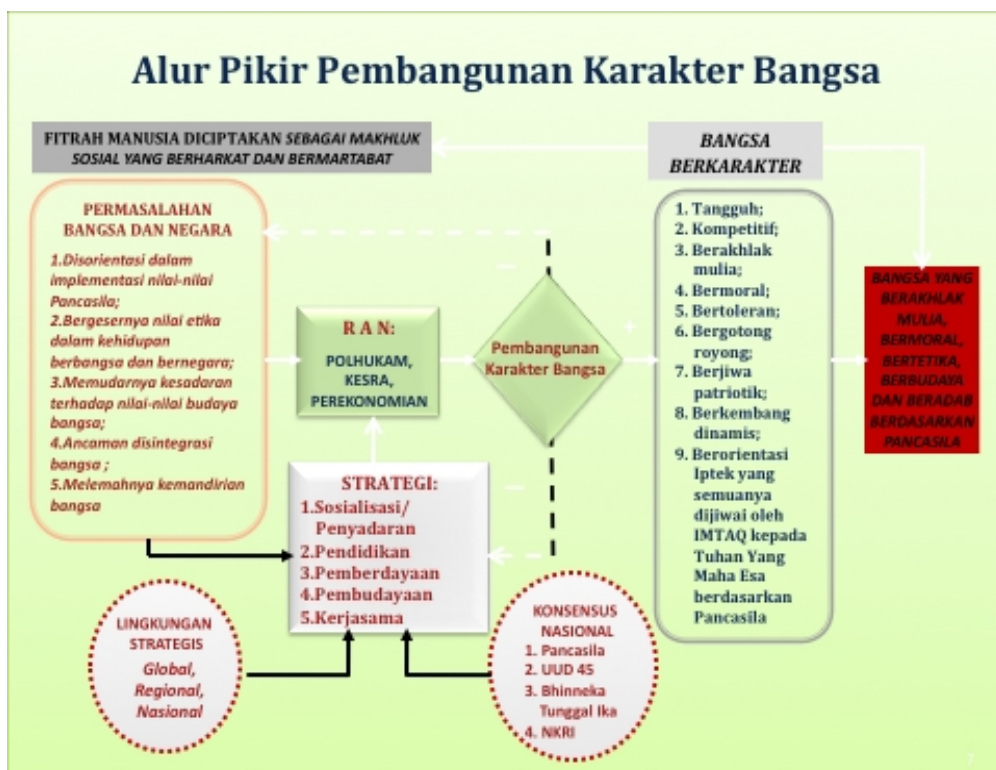 Alur Pikir Pembangunan Karakter Bangsa
FITRAH MANUSIA DICIPTAKAN SEBAGAI MAKHLUK
SOSIAL YANG BERHARKAT DAN BERMARTABAT
BANGSA
BERKARAKTER
PERMASALAHAN
BANGSA DAN NEGARA
1.Disorientasi dalam
implementasi nilai-nilai
Pancasila;
2.Bergesernya nilai etika
dalam kehidupan
berbangsa dan bernegara;
3.Memudarnya kesadaran
terhadap nilai-nilai budaya
bangsa;
4.Ancaman disintegrasi
bangsa ;
5.Melemahnya kemandirian
bangsa
R A N:
POLHUKAM,
KESRA,
PEREKONOMIAN
STRATEGI:
1.Sosialisasi/
Penyadaran
2.Pendidikan
3.Pemberdayaan
4.Pembudayaan
5.Kerjasama
–
Pembangunan
Karakter Bangsa
–
+
1. Tangguh;
2. Kompetitif;
3. Berakhlak
mulia;
4. Bermoral;
5. Bertoleran;
6. Bergotong
royong;
7. Berjiwa
patriotik;
8. Berkembang
dinamis;
9. Berorientasi
Iptek yang
semuanya
dijiwai oleh
IMTAQ kepada
Tuhan Yang
Maha Esa
berdasarkan
Pancasila
BANGSA YANG
BERAKHLAK
MULIA,
BERMORAL,
BERTETIKA,
BERBUDAYA
DAN BERADAB
BERDASARKAN
PANCASILA
LINGKUNGAN
STRATEGIS
Global,
Regional,
Nasional
KONSENSUS
NASIONAL
1. Pancasila
2. UUD 45
3. Bhinneka
Tunggal Ika
4. NKRI
7